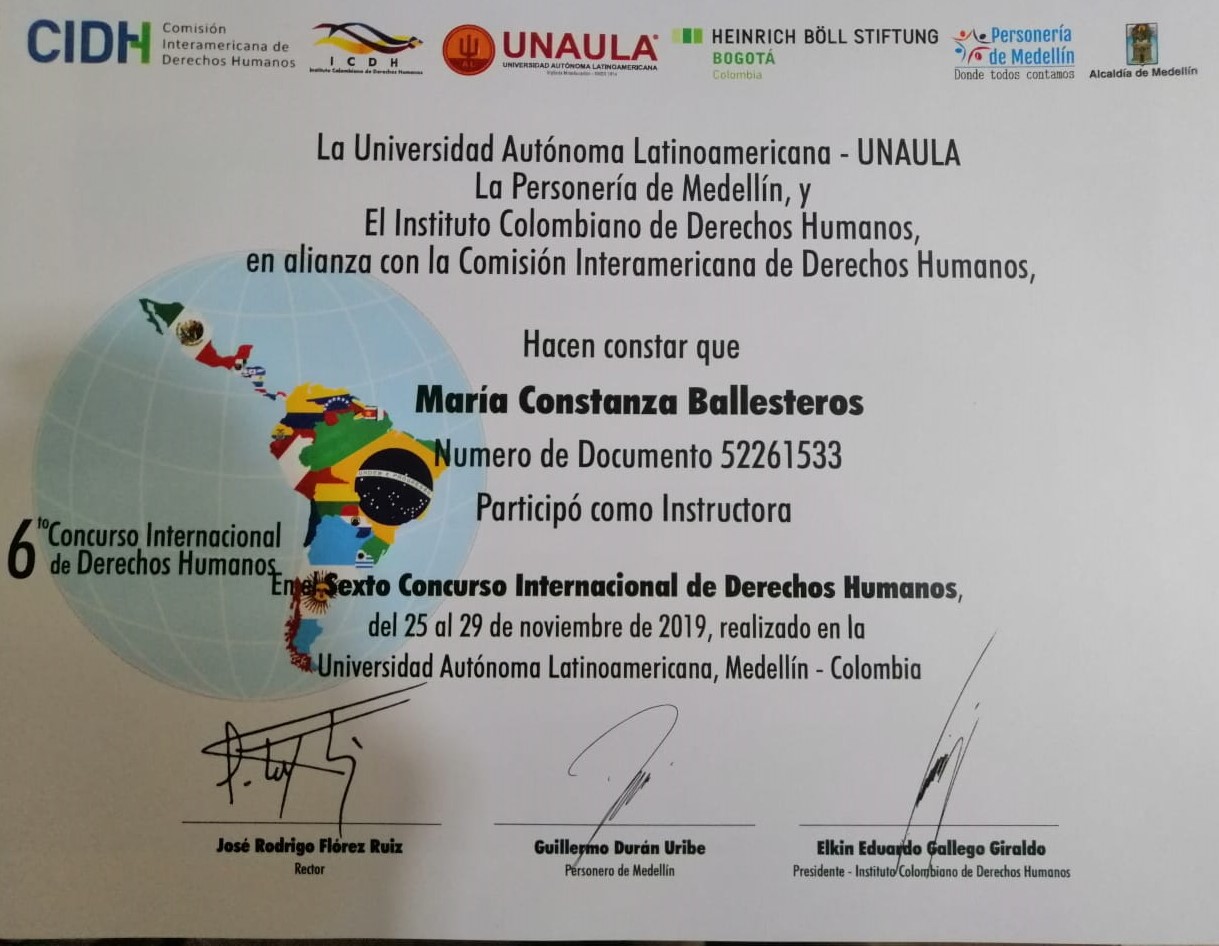 CIDH Comisión
Interamericana de
Derechos Humanos
I C D H
Instituto Colombiano de Derechos Humanos
UNAULA
UNIVERSIDAD AUTÓNOMA LATINOAMERICANA
HEINRICH BÖLL STIFTUNG
BOGOTÁ
Colombia
Personería
de Medellín
Donde todos contamos
Alcaldía de Medellín
La Universidad Autónoma Latinoamericana - UNAULA
La Personería de Medellín, y
El Instituto Colombiano de Derechos Humanos,
en alianza con la Comisión Interamericana de Derechos Humanos,
Hacen constar que
María Constanza Ballesteros
Numero de Documento 52261533
Participó como Instructora
6to Concurso Internacional
de Derechos Humanos
En el Sexto Concurso Internacional de Derechos Humanos,
del 25 al 29 de noviembre de 2019, realizado en la
Universidad Autónoma Latinoamericana, Medellín - Colombia
José Rodrigo Flórez Ruiz
Rector
Guillermo Durán Uribe
Personero de Medellín
Elkin Eduardo Gallego Giraldo
Presidente - Instituto Colombiano de Derechos Humanos